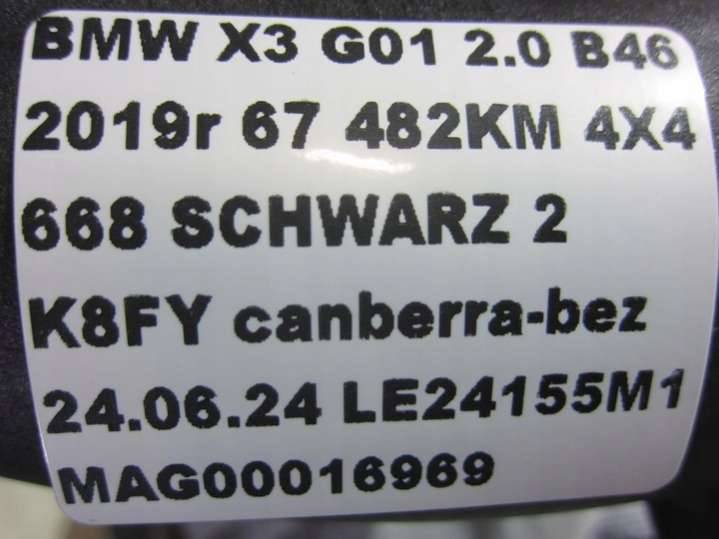 BMW X3 G01 2.0 B46
2019r 67 482KM 4X4
668 SCHWARZ 2
K8FY canberra-bez
24.06.24 LE24155M1
MAG00016969